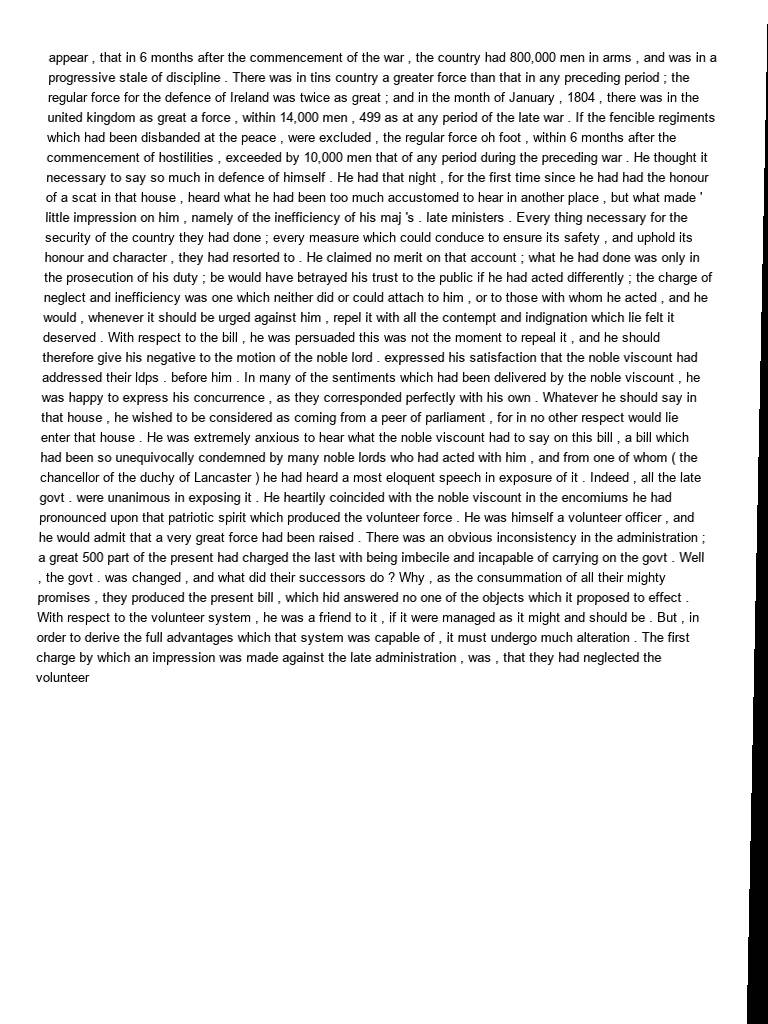 appear , that in 6 months after the commencement of the war , the country had 800,000 men in arms , and was in a
progressive stale of discipline . There was in tins country a greater force than that in any preceding period ; the
regular force for the defence of Ireland was twice as great ; and in the month of January , 1804 , there was in the
united kingdom as great a force , within 14,000 men , 499 as at any period of the late war . If the fencible regiments
which had been disbanded at the peace , were excluded , the regular force oh foot , within 6 months after the
commencement of hostilities , exceeded by 10,000 men that of any period during the preceding war . He thought it
necessary to say so much in defence of himself . He had that night , for the first time since he had had the honour
of a scat in that house , heard what he had been too much accustomed to hear in another place , but what made '
little impression on him , namely of the inefficiency of his maj 's . late ministers . Every thing necessary for the
security of the country they had done ; every measure which could conduce to ensure its safety , and uphold its
honour and character , they had resorted to . He claimed no merit on that account ; what he had done was only in
the prosecution of his duty ; be would have betrayed his trust to the public if he had acted differently ; the charge of
neglect and inefficiency was one which neither did or could attach to him , or to those with whom he acted , and he
would , whenever it should be urged against him , repel it with all the contempt and indignation which lie felt it
deserved . With respect to the bill , he was persuaded this was not the moment to repeal it , and he should
therefore give his negative to the motion of the noble lord . expressed his satisfaction that the noble viscount had
addressed their ldps . before him . In many of the sentiments which had been delivered by the noble viscount , he
was happy to express his concurrence , as they corresponded perfectly with his own . Whatever he should say in
that house , he wished to be considered as coming from a peer of parliament , for in no other respect would lie
enter that house . He was extremely anxious to hear what the noble viscount had to say on this bill , a bill which
had been so unequivocally condemned by many noble lords who had acted with him , and from one of whom ( the
chancellor of the duchy of Lancaster ) he had heard a most eloquent speech in exposure of it . Indeed , all the late
govt . were unanimous in exposing it . He heartily coincided with the noble viscount in the encomiums he had
pronounced upon that patriotic spirit which produced the volunteer force . He was himself a volunteer officer , and
he would admit that a very great force had been raised . There was an obvious inconsistency in the administration ;
a great 500 part of the present had charged the last with being imbecile and incapable of carrying on the govt . Well
, the govt . was changed , and what did their successors do ? Why , as the consummation of all their mighty
promises , they produced the present bill , which hid answered no one of the objects which it proposed to effect .
With respect to the volunteer system , he was a friend to it , if it were managed as it might and should be . But , in
order to derive the full advantages which that system was capable of , it must undergo much alteration . The first
charge by which an impression was made against the late administration , was , that they had neglected the
volunteer